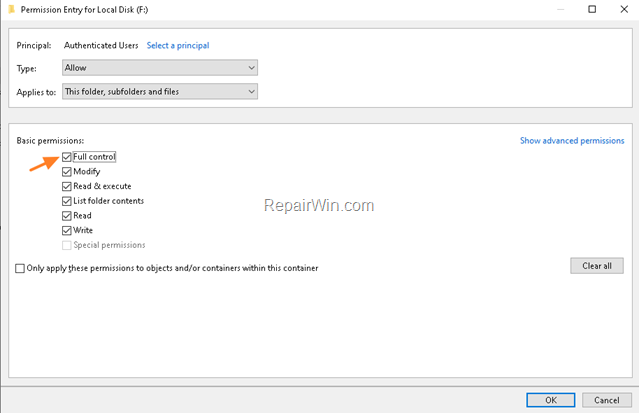 Permission Entry for Local Disk (F:)
Principal: Authenticated Users Select a principal
Type: Allow
Applies to: This folder, subfolders and files
Basic permissions: Show advanced permissions
Full control
Modify
Read & execute
List folder contents
RepairWin.com
Read
Write
Special permissions
Only apply these permissions to objects and/or containers within this container
Clear all
OK Cancel